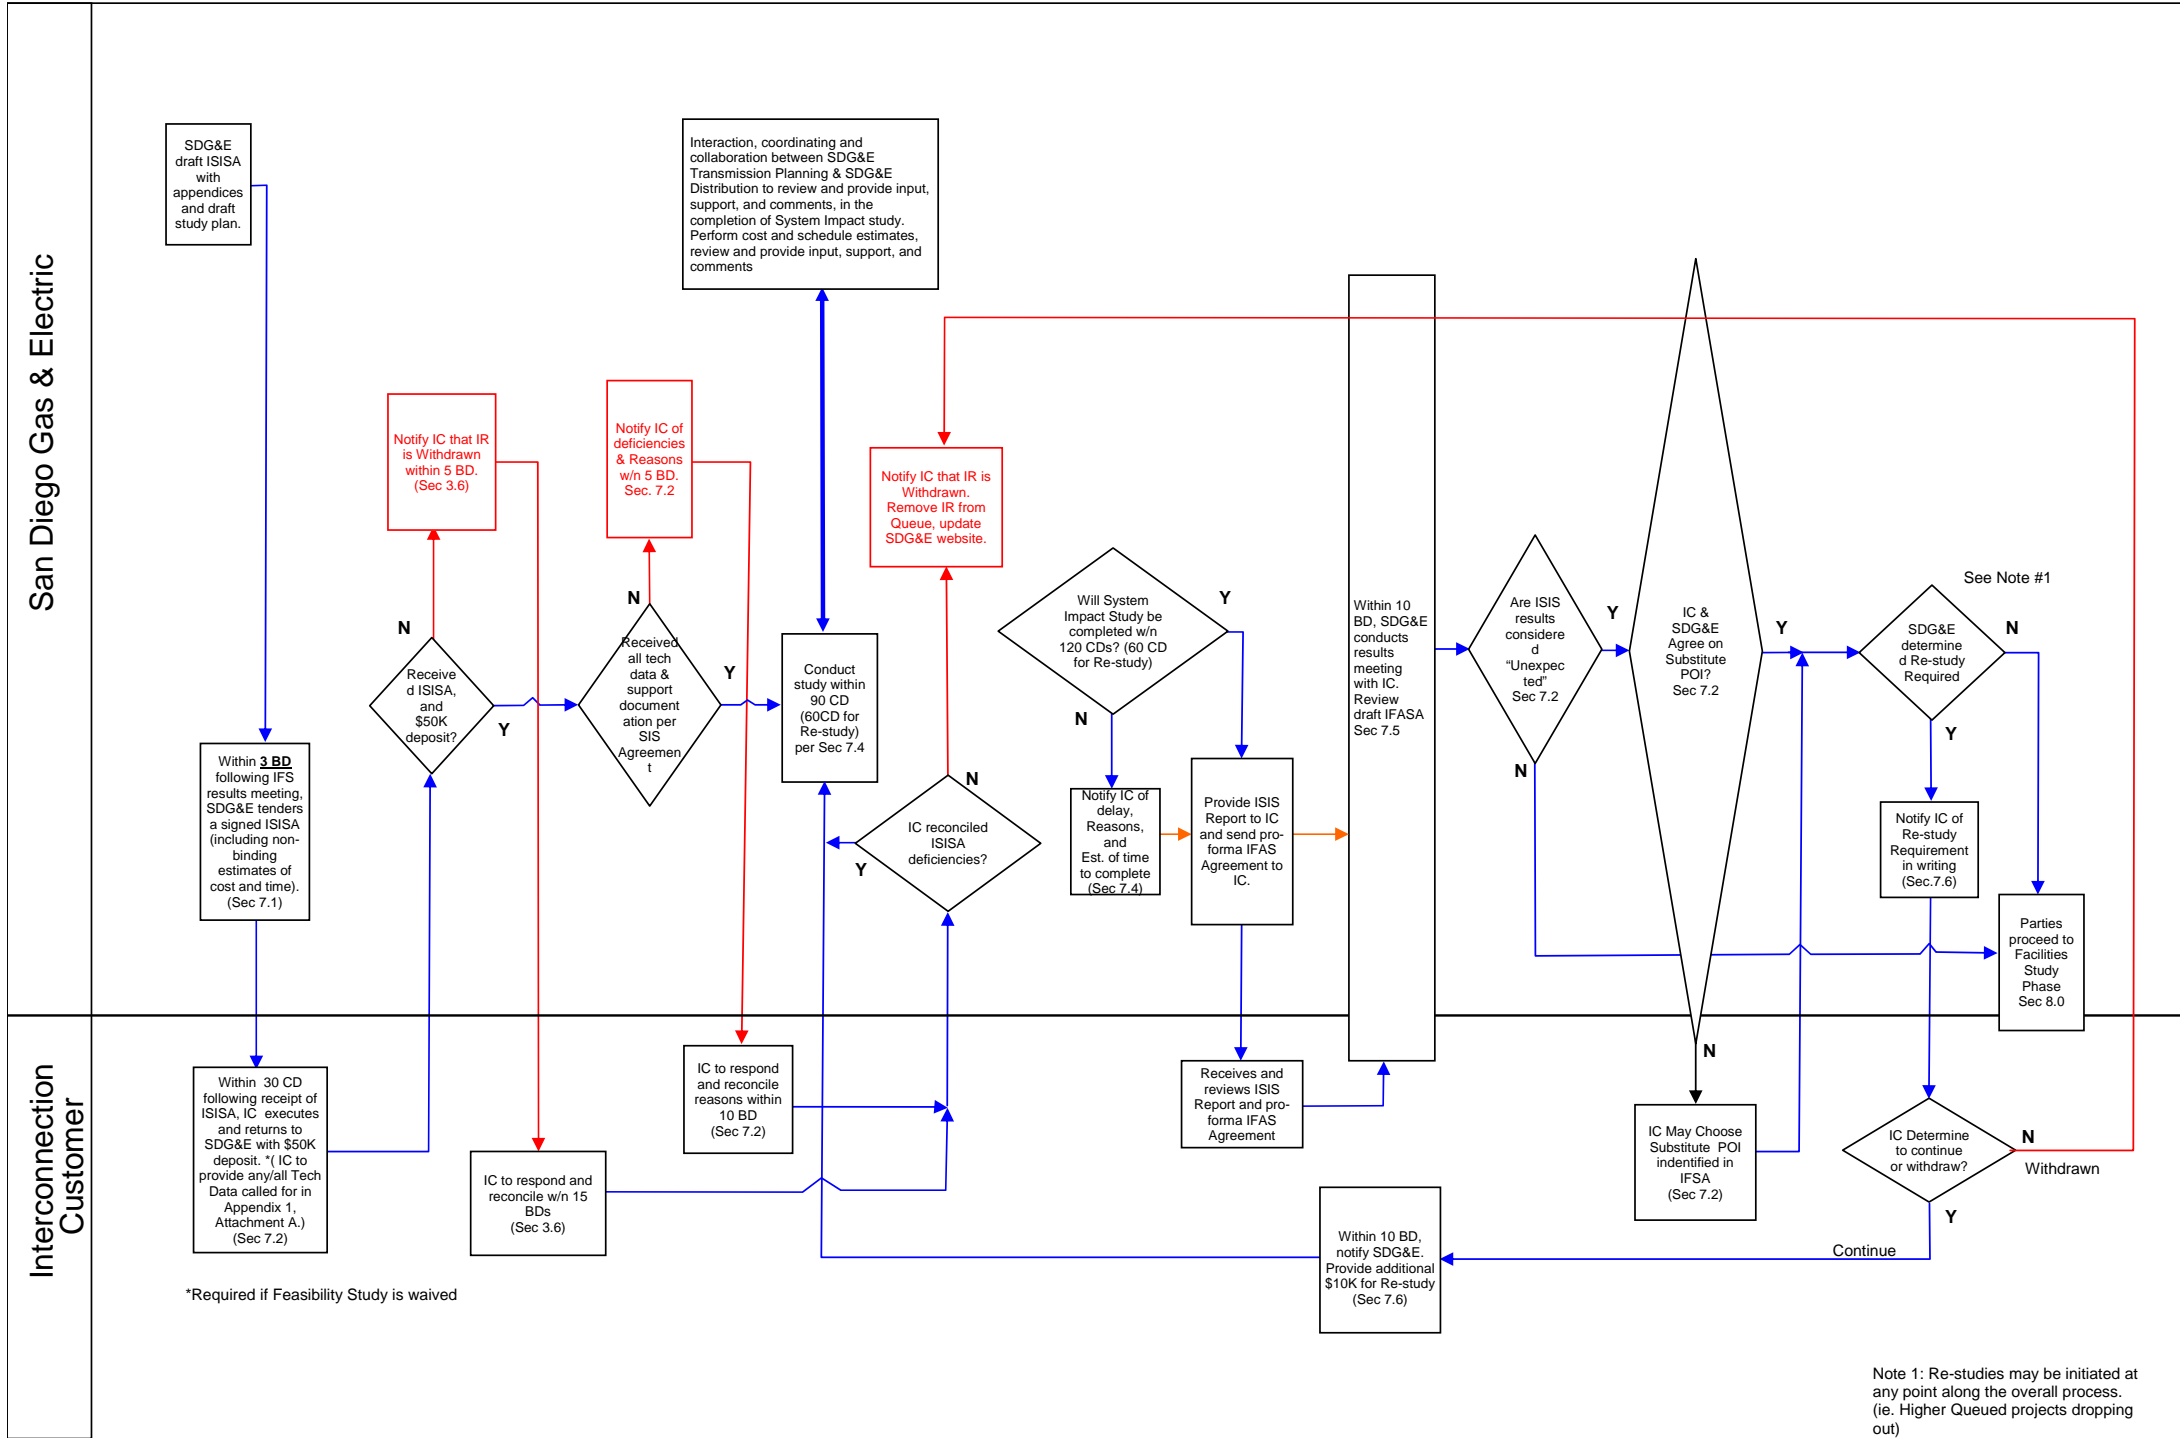 San Diego Gas & Electric
SDG&E
draft ISISA
with
appendices
and draft
study plan.
Within 3 BD
following IFS
results meeting,
SDG&E tenders
a signed ISISA
(including non-
binding
estimates of
cost and time).
(Sec 7.1)
N
Receive
d ISISA,
and
$50K
deposit?
Y
Notify IC that IR
is Withdrawn
within 5 BD.
(Sec 3.6)
Notify IC of
deficiencies
& Reasons
w/n 5 BD.
Sec. 7.2
N
Received
all tech
data &
support
document
ation per
SIS
Agreemen
t
Y
Interaction, coordinating and
collaboration between SDG&E
Transmission Planning & SDG&E
Distribution to review and provide input,
support, and comments, in the
completion of System Impact study.
Perform cost and schedule estimates,
review and provide input, support, and
comments
Conduct
study within
90 CD
(60CD for
Re-study)
per Sec 7.4
Notify IC that IR is
Withdrawn.
Remove IR from
Queue, update
SDG&E website.
N
IC reconciled
ISISA
deficiencies?
Y
Will System
Impact Study be
completed w/n
120 CDs? (60 CD
for Re-study)
Y
N
Notify IC of
delay,
Reasons,
and
Est. of time
to complete
(Sec 7.4)
Provide ISIS
Report to IC
and send pro-
forma IFAS
Agreement to
IC.
Within 10
BD, SDG&E
conducts
results
meeting
with IC.
Review
draft IFASA
Sec 7.5
Are ISIS
results
considere
d
“Unexpec
ted”
Sec 7.2
Y
N
IC &
SDG&E
Agree on
Substitute
POI?
Sec 7.2
Y
N
See Note #1
SDG&E
determine
d Re-study
Required
N
Y
Notify IC of
Re-study
Requirement
in writing
(Sec.7.6)
Parties
proceed to
Facilities
Study
Phase
Sec 8.0
Interconnection
Customer
Within 30 CD
following receipt of
ISISA, IC executes
and returns to
SDG&E with $50K
deposit. *( IC to
provide any/all Tech
Data called for in
Appendix 1,
Attachment A.)
(Sec 7.2)
*Required if Feasibility Study is waived
IC to respond and
reconcile w/n 15
BDs
(Sec 3.6)
IC to respond
and reconcile
reasons within
10 BD
(Sec 7.2)
Receives and
reviews ISIS
Report and pro-
forma IFAS
Agreement
Within 10 BD,
notify SDG&E.
Provide additional
$10K for Re-study
(Sec 7.6)
IC May Choose
Substitute POI
indentified in
IFSA
(Sec 7.2)
IC Determine
to continue
or withdraw?
N
Withdrawn
Y
Continue
Note 1: Re-studies may be initiated at
any point along the overall process.
(ie. Higher Queued projects dropping
out)